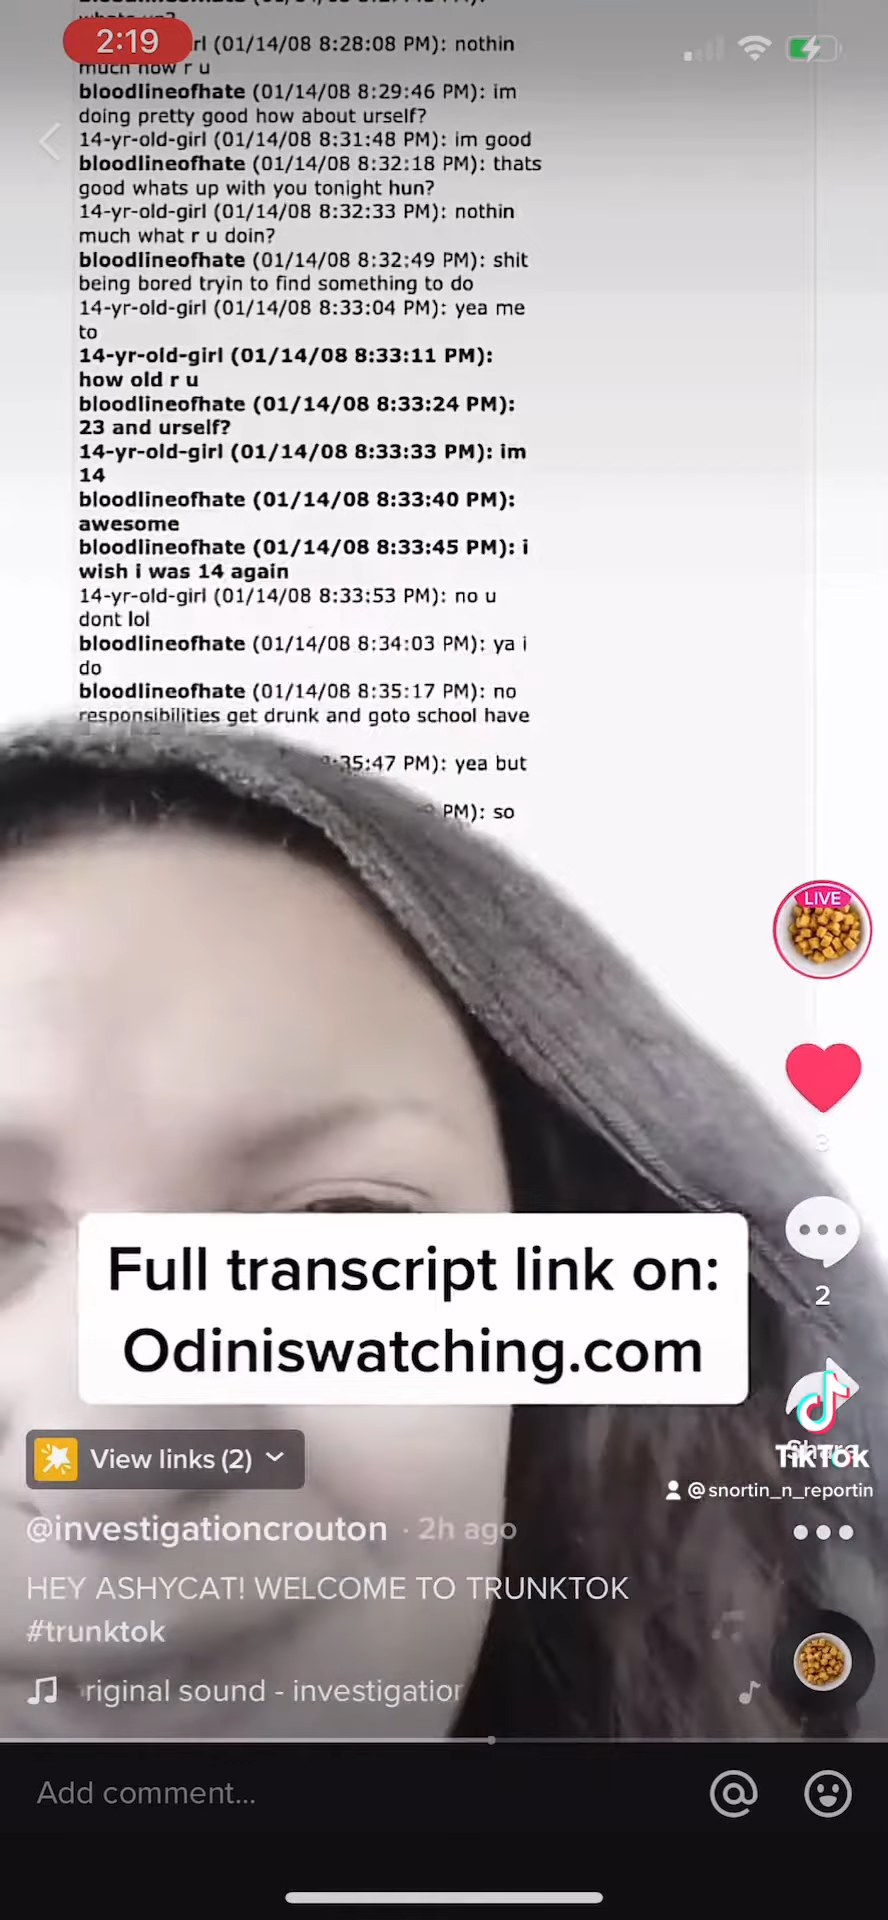 2:19
rl (01/14/08 8:28:08 PM): nothin
much how r u
bloodlineofhate (01/14/08 8:29:46 PM): im
doing pretty good how about urself?
14-yr-old-girl (01/14/08 8:31:48 PM): im good
bloodlineofhate (01/14/08 8:32:18 PM): thats
good whats up with you tonight hun?
14-yr-old-girl (01/14/08 8:32:33 PM): nothin
much what r u doin?
bloodlineofhate (01/14/08 8:32:49 PM): shit
being bored tryin to find something to do
14-yr-old-girl (01/14/08 8:33:04 PM): yea me
to
14-yr-old-girl (01/14/08 8:33:11 PM):
how old r u
bloodlineofhate (01/14/08 8:33:24 PM):
23 and urself?
14-yr-old-girl (01/14/08 8:33:33 PM): im
14
bloodlineofhate (01/14/08 8:33:40 PM):
awesome
bloodlineofhate (01/14/08 8:33:45 PM): i
wish i was 14 again
14-yr-old-girl (01/14/08 8:33:53 PM): no u
dont lol
bloodlineofhate (01/14/08 8:34:03 PM): ya i
do
bloodlineofhate (01/14/08 8:35:17 PM): no
responsibilities get drunk and goto school have
:35:47 PM): yea but
PM): so
LIVE
3
Full transcript link on:
Odiniswatching.com
2
Share
TikTok
@snortin_n_reportin
View links (2)
@investigationcrouton · 2h ago
HEY ASHYCAT! WELCOME TO TRUNKTOK
#trunktok
riginal sound - investigation
Add comment...